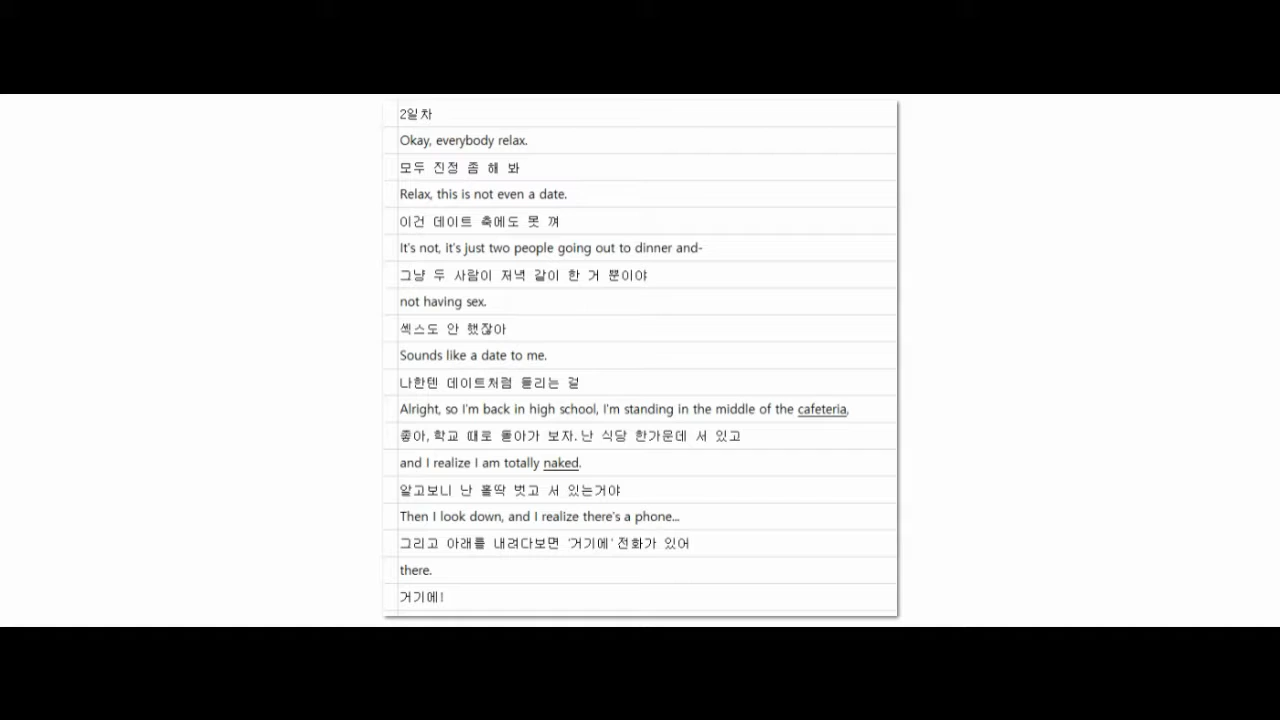 2일차
Okay, everybody relax.
모두 진정 좀 해 봐
Relax, this is not even a date.
이건 데이트 축에도 못 껴
It's not, it's just two people going out to dinner and-
그냥 두 사람이 저녁 같이 한 거 뿐이야
not having sex.
섹스도 안 했잖아
Sounds like a date to me.
나한텐 데이트처럼 들리는 걸
Alright, so I'm back in high school, I'm standing in the middle of the cafeteria,
좋아, 학교 때로 돌아가 보자. 난 식당 한가운데 서 있고
and I realize I am totally naked.
알고보니 난 홀딱 벗고 서 있는거야
Then I look down, and I realize there's a phone...
그리고 아래를 내려다보면 '거기에' 전화가 있어
there.
거기에!